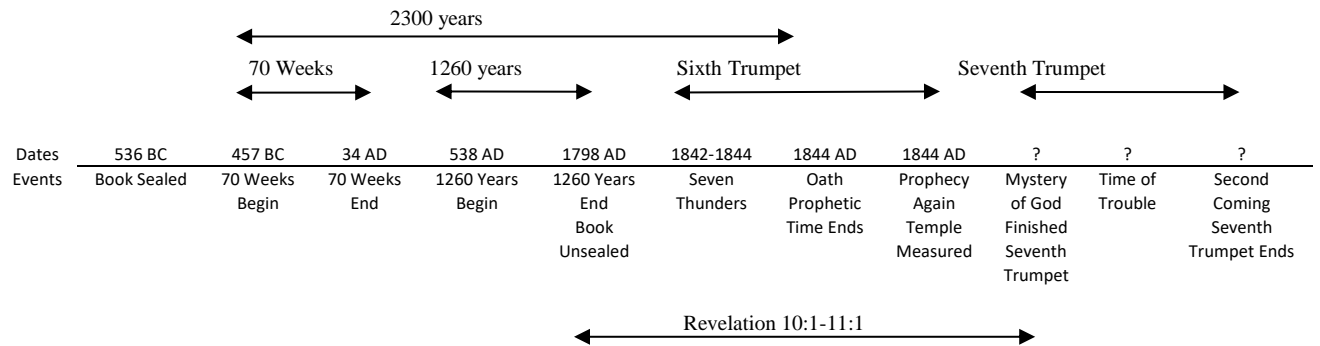 2300 years
70 Weeks 1260 years Sixth Trumpet Seventh Trumpet
Dates 536 BC 457 BC 34 AD 538 AD 1798 AD 1842-1844 1844 AD 1844 AD ? ? ?
Events Book Sealed 70 Weeks 70 Weeks 1260 Years 1260 Years Seven Oath Prophecy Mystery Time of Second
Begin End Begin End Thunders Prophetic Again of God Trouble Coming
Book Time Ends Temple Finished Seventh
Unsealed Measured Seventh Trumpet Ends
Trumpet
Revelation 10:1-11:1